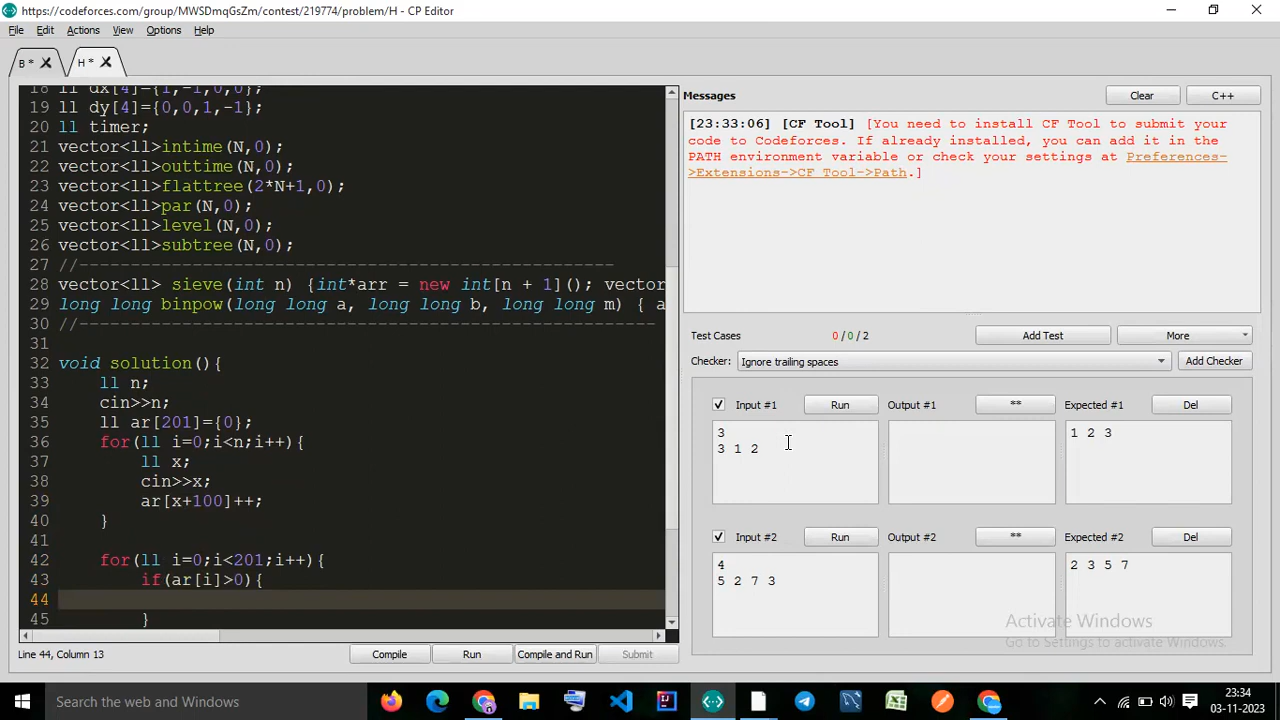 https://codeforces.com/group/MWSDmqGsZm/contest/219774/problem/H - CP Editor
File Edit Actions View Options Help
B * H *
18 ll dx[4]={1,-1,0,0};
19 ll dy[4]={0,0,1,-1};
20 ll timer;
21 vector<ll>intime(N,0);
22 vector<ll>outtime(N,0);
23 vector<ll>flattree(2*N+1,0);
24 vector<ll>par(N,0);
25 vector<ll>level(N,0);
26 vector<ll>subtree(N,0);
27 //----------------------------------------------------
28 vector<ll> sieve(int n) {int*arr = new int[n + 1](); vector
29 long long binpow(long long a, long long b, long long m) { a
30 //--------------------------------------------------------
31
32 void solution(){
33 ll n;
34 cin>>n;
35 ll ar[201]={0};
36 for(ll i=0;i<n;i++){
37 ll x;
38 cin>>x;
39 ar[x+100]++;
40 }
41
42 for(ll i=0;i<201;i++){
43 if(ar[i]>0){
44
45 }
Line 44, Column 13
Compile Run Compile and Run Submit
Messages Clear C++
[23:33:06] [CF Tool] [You need to install CF Tool to submit your
code to Codeforces. If already installed, you can add it in the
PATH environment variable or check your settings at Preferences-
>Extensions->CF Tool->Path.]
Test Cases 0 / 0 / 2 Add Test More
Checker: Ignore trailing spaces Add Checker
Input #1 Run Output #1 ** Expected #1 Del
3
3 1 2
1 2 3
Input #2 Run Output #2 ** Expected #2 Del
4
5 2 7 3
2 3 5 7
Activate Windows
Go to Settings to activate Windows.
Search the web and Windows
ENG
23:34
03-11-2023